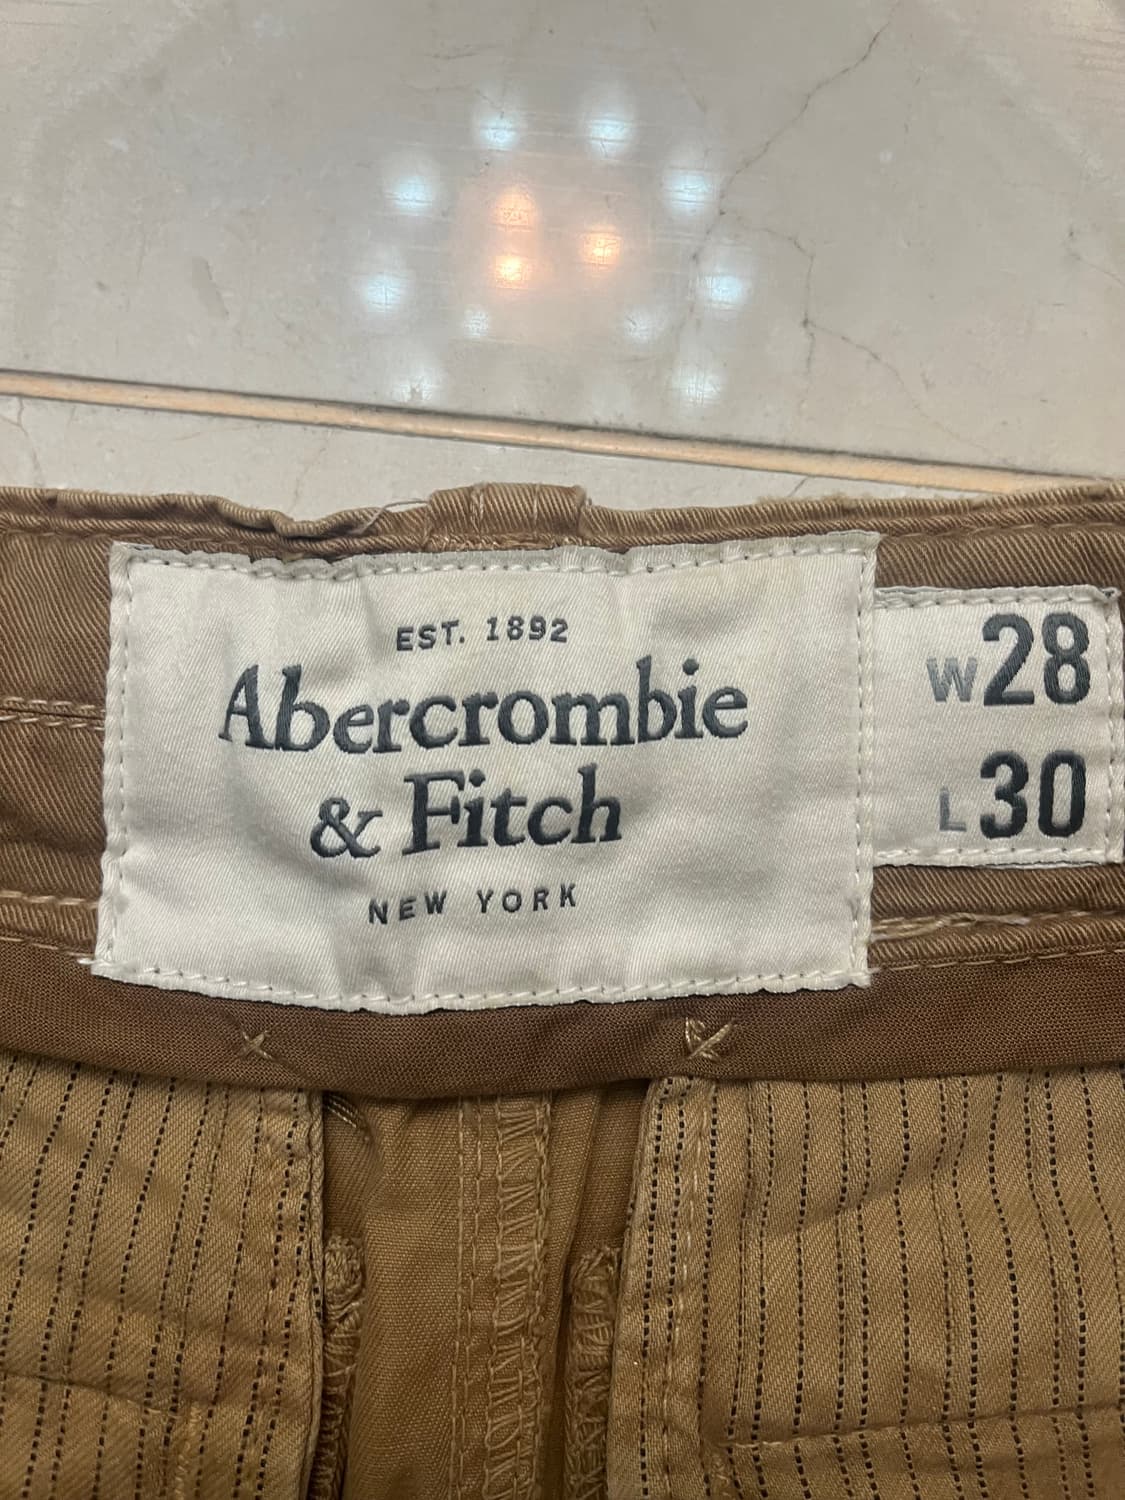 EST. 1892
Abercrombie
& Fitch
NEW YORK
W28
L30